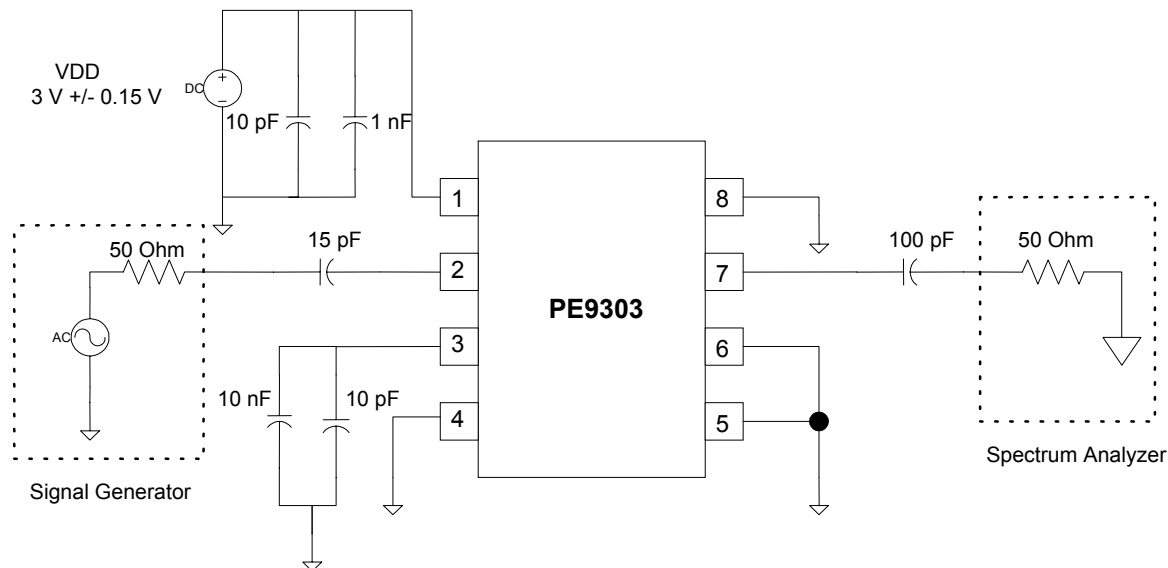 VDD
3 V +/- 0.15 V
DC
10 pF
1 nF
1
8
50 Ohm
15 pF
100 pF
50 Ohm
2
7
PE9303
AC
3
6
10 nF
10 pF
4
5
Spectrum Analyzer
Signal Generator